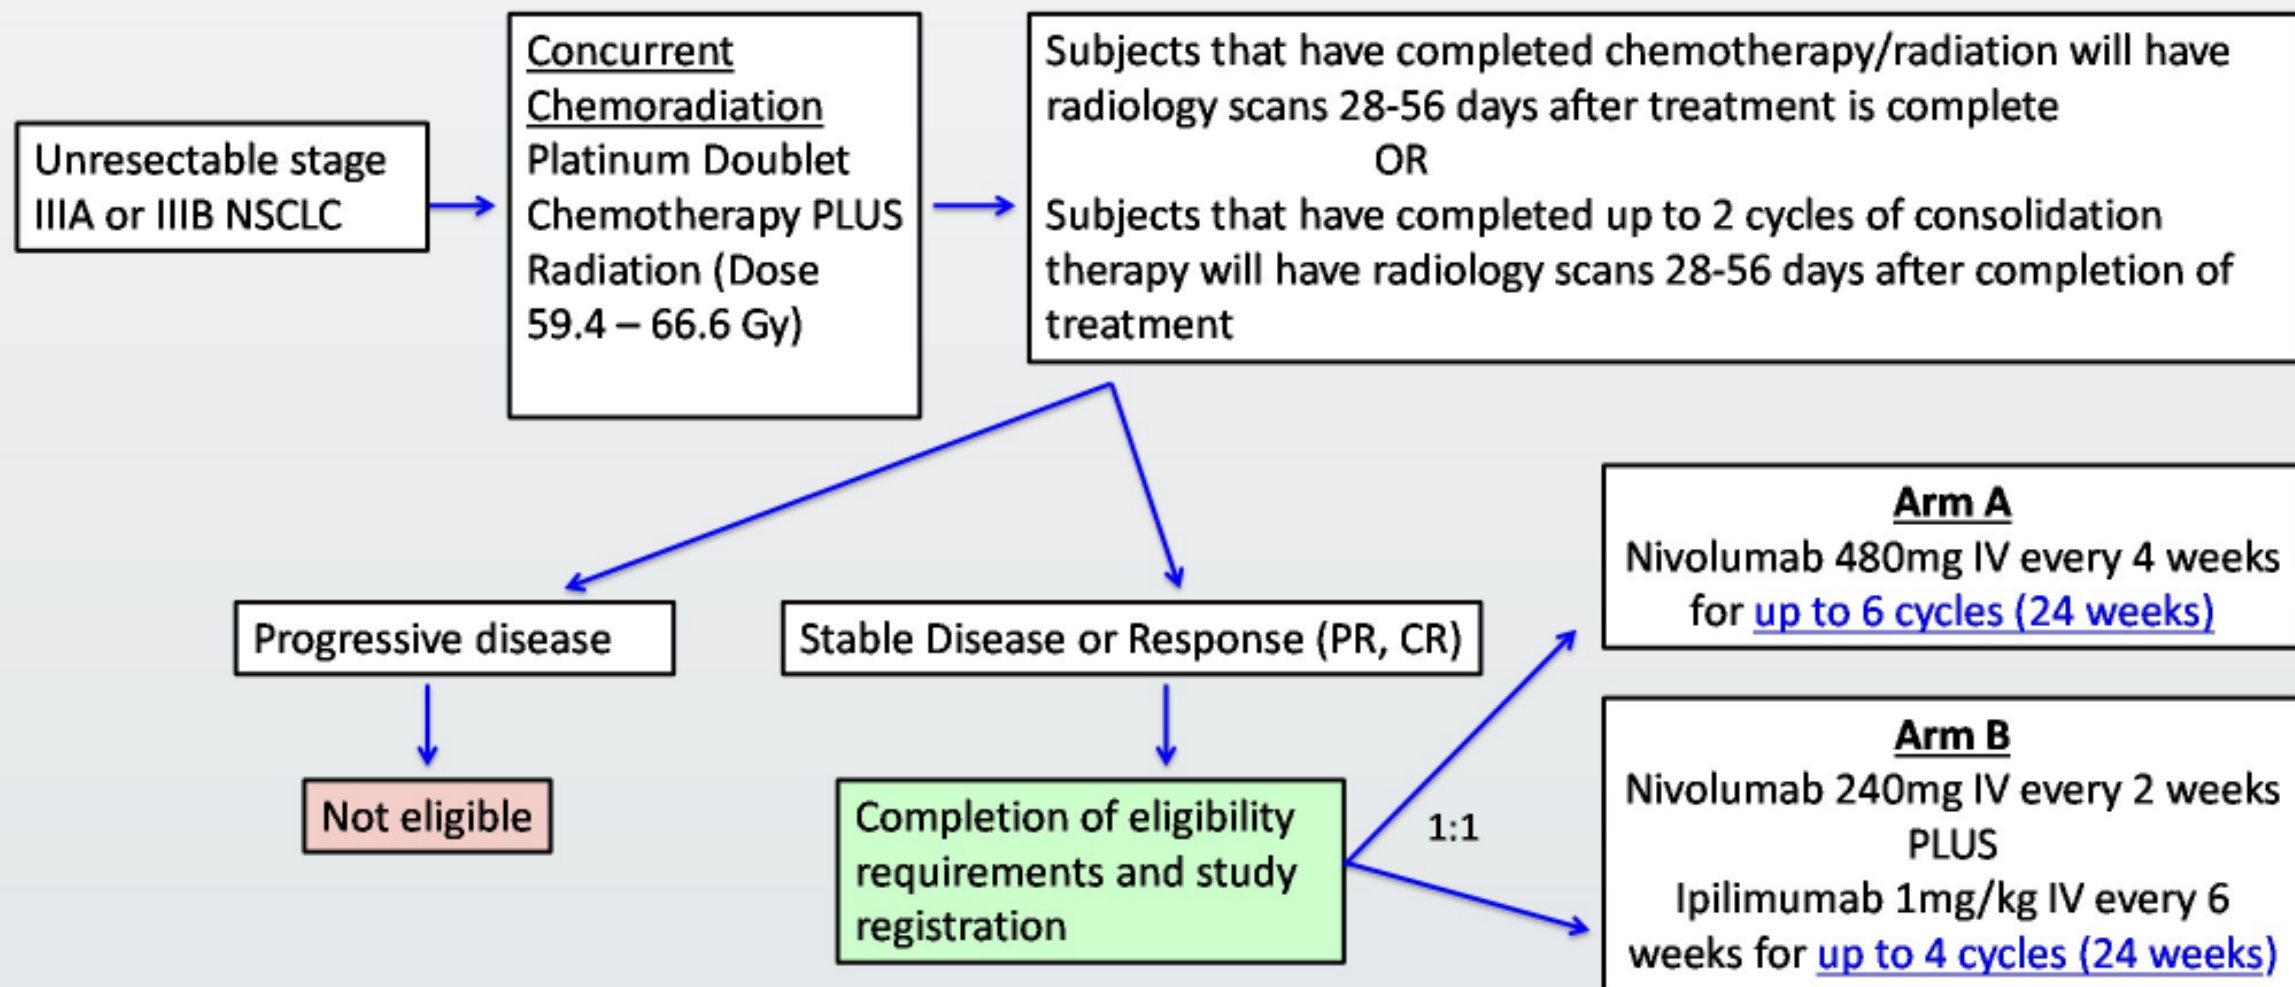 Unresectable stage
IIIA or IIIB NSCLC
Concurrent
Chemoradiation
Platinum Doublet
Chemotherapy PLUS
Radiation (Dose
59.4 – 66.6 Gy)
Subjects that have completed chemotherapy/radiation will have
radiology scans 28-56 days after treatment is complete
OR
Subjects that have completed up to 2 cycles of consolidation
therapy will have radiology scans 28-56 days after completion of
treatment
Progressive disease
Not eligible
Stable Disease or Response (PR, CR)
Completion of eligibility
requirements and study
registration
1:1
Arm A
Nivolumab 480mg IV every 4 weeks
for up to 6 cycles (24 weeks)
Arm B
Nivolumab 240mg IV every 2 weeks
PLUS
Ipilimumab 1mg/kg IV every 6
weeks for up to 4 cycles (24 weeks)